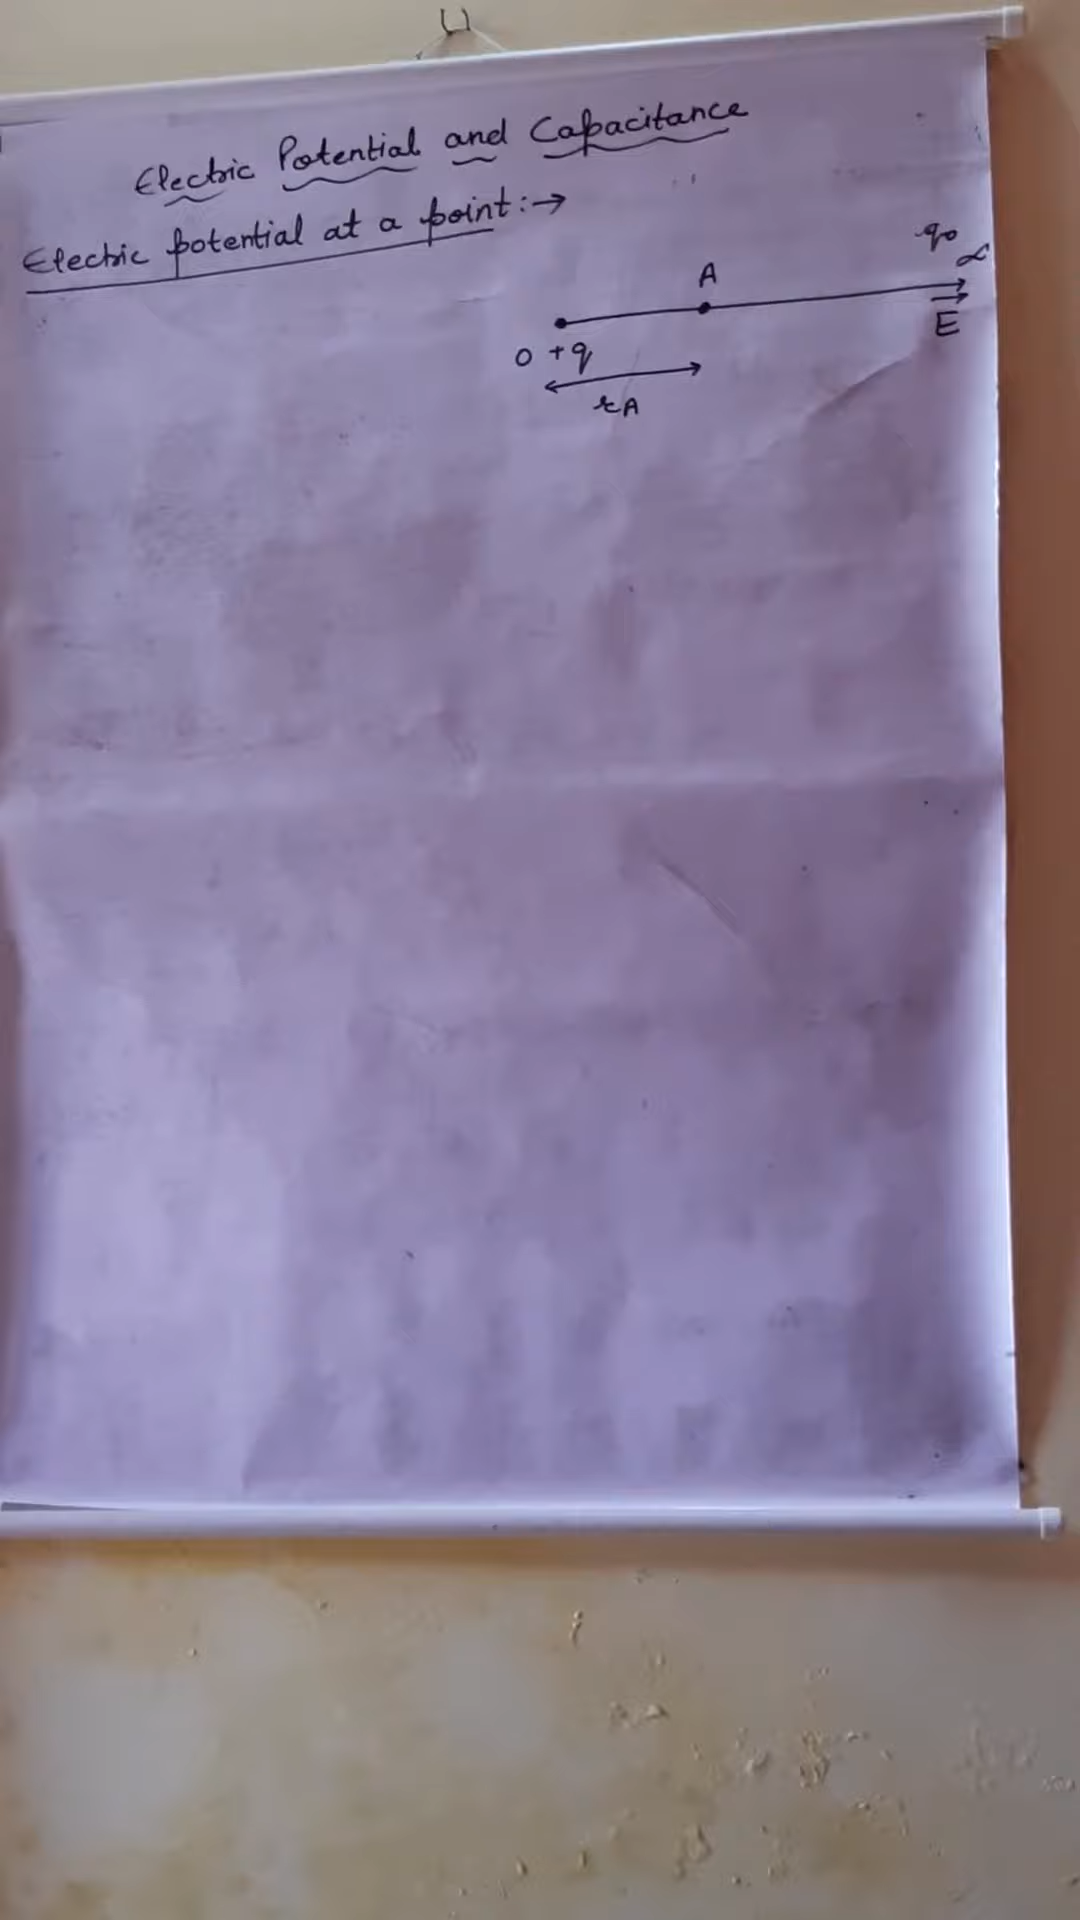 Electric Potential and Capacitance
Electric potential at a point:→
q₀
∝
A
E
O +q
rA